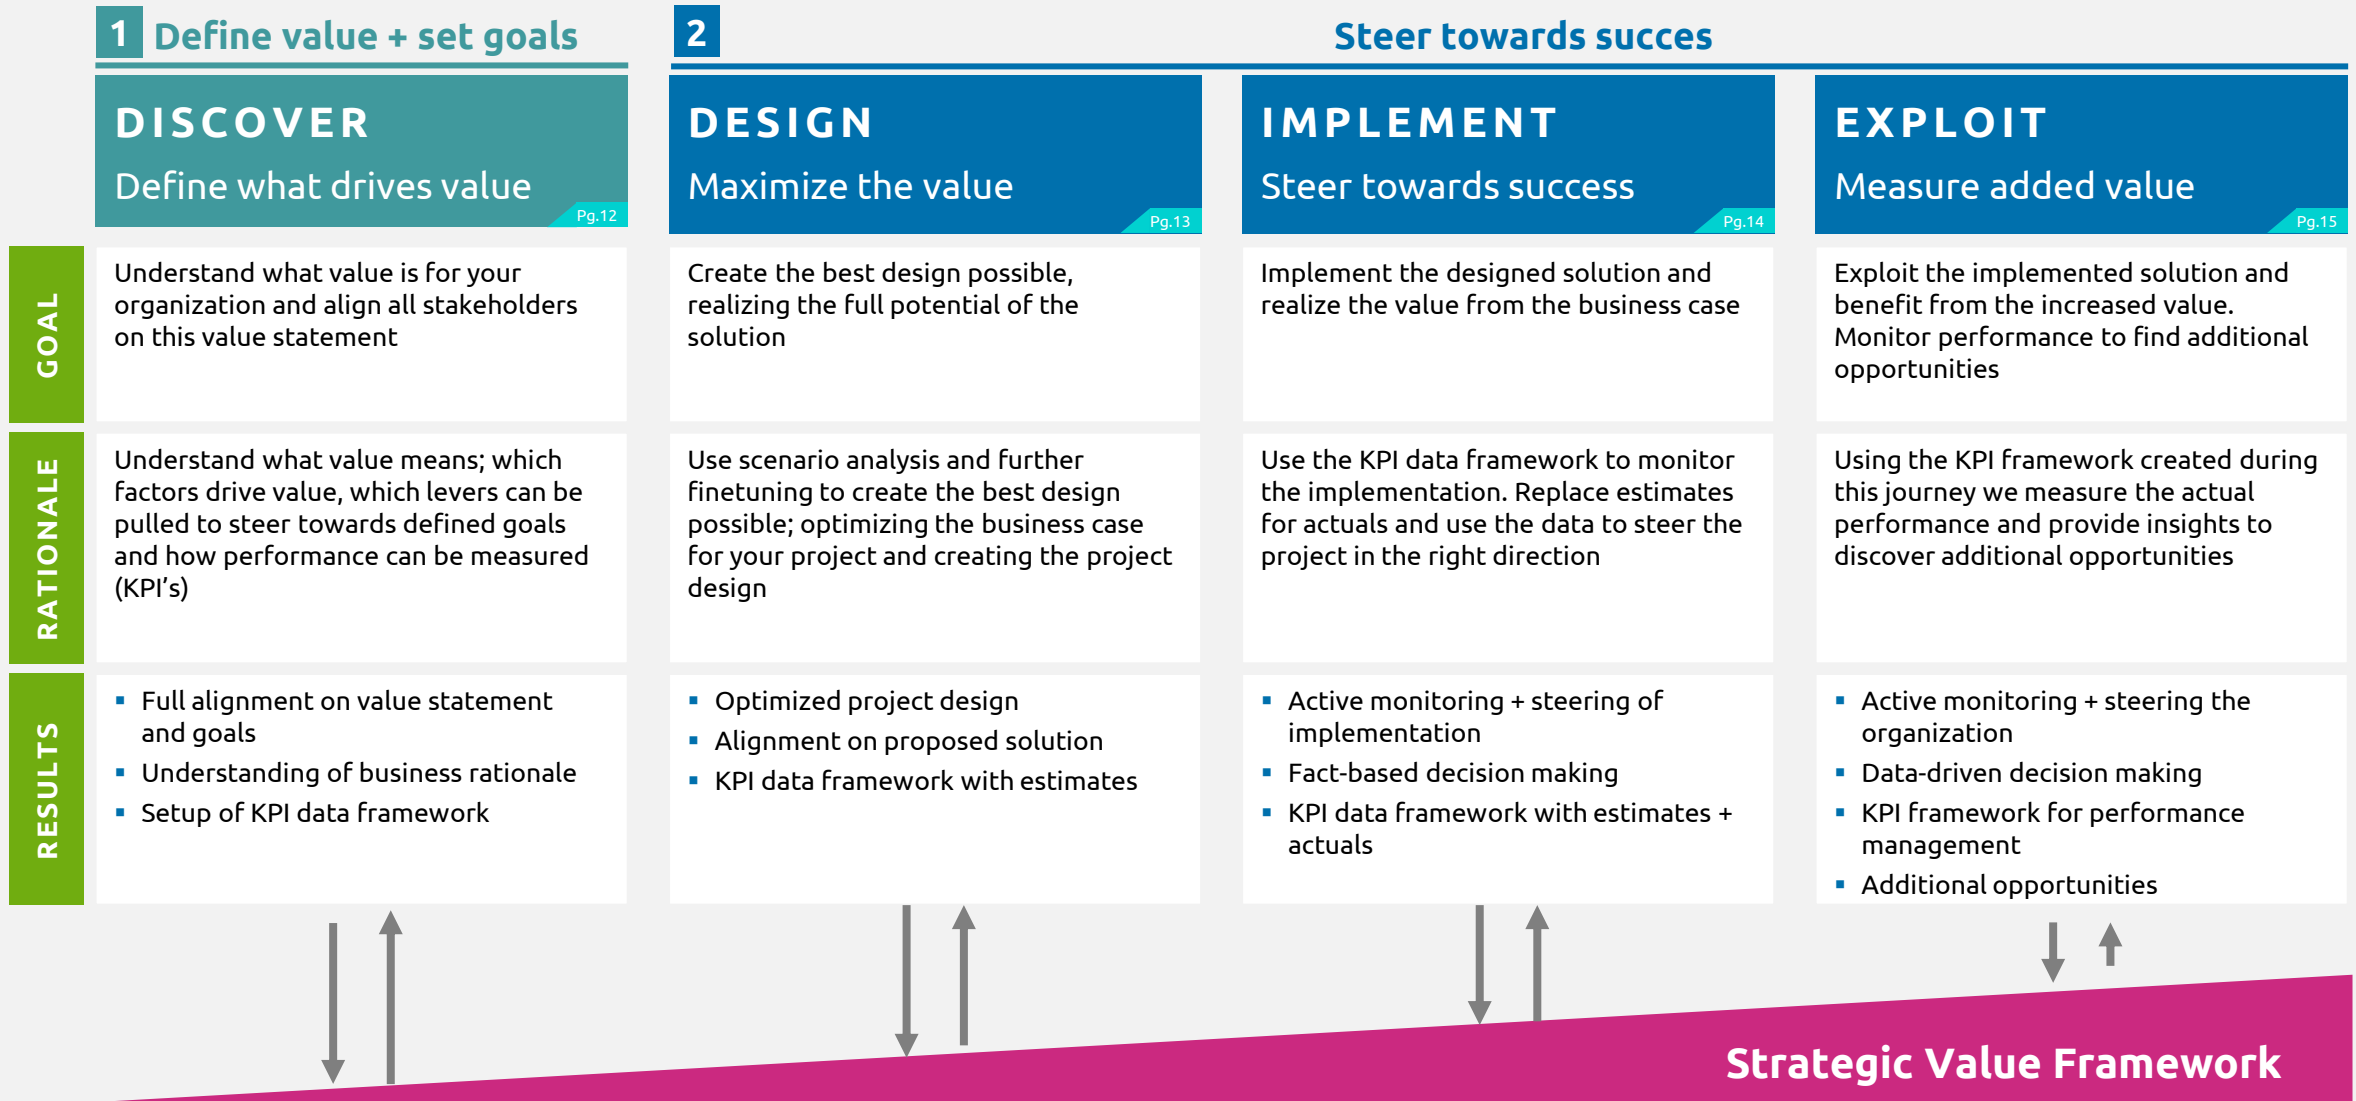 1 Define value + set goals
2 Steer towards succes
DISCOVER
Define what drives value
Pg.12
DESIGN
Maximize the value
Pg.13
IMPLEMENT
Steer towards success
Pg.14
EXPLOIT
Measure added value
Pg.15
GOAL
Understand what value is for your
organization and align all stakeholders
on this value statement
Create the best design possible,
realizing the full potential of the
solution
Implement the designed solution and
realize the value from the business case
Exploit the implemented solution and
benefit from the increased value.
Monitor performance to find additional
opportunities
RATIONALE
Understand what value means; which
factors drive value, which levers can be
pulled to steer towards defined goals
and how performance can be measured
(KPI’s)
Use scenario analysis and further
finetuning to create the best design
possible; optimizing the business case
for your project and creating the project
design
Use the KPI data framework to monitor
the implementation. Replace estimates
for actuals and use the data to steer the
project in the right direction
Using the KPI framework created during
this journey we measure the actual
performance and provide insights to
discover additional opportunities
RESULTS
▪ Full alignment on value statement
and goals
▪ Understanding of business rationale
▪ Setup of KPI data framework
▪ Optimized project design
▪ Alignment on proposed solution
▪ KPI data framework with estimates
▪ Active monitoring + steering of
implementation
▪ Fact-based decision making
▪ KPI data framework with estimates +
actuals
▪ Active monitoring + steering the
organization
▪ Data-driven decision making
▪ KPI framework for performance
management
▪ Additional opportunities
Strategic Value Framework